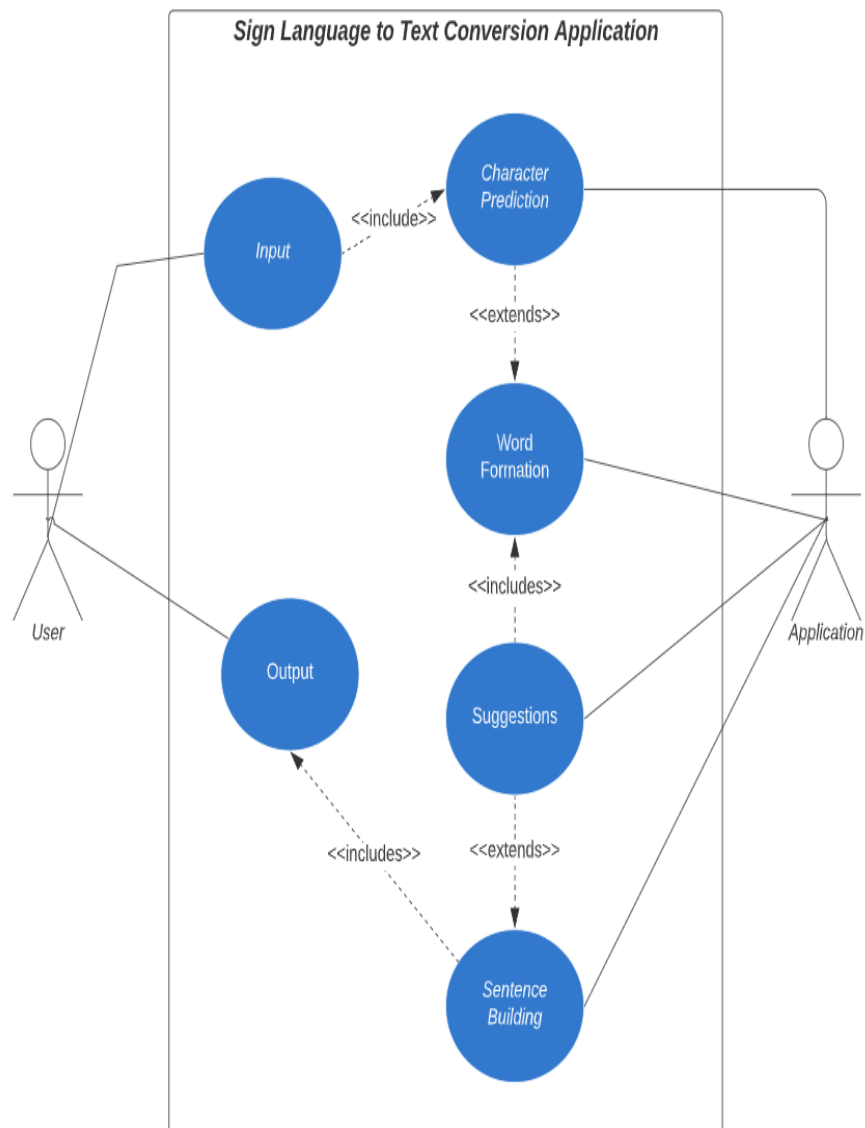 Sign Language to Text Conversion Application
Character
Prediction
<<include>>
Input
<<extends>>
Word
Formation
<<includes>>
User
Application
Output
Suggestions
<<includes>>
<<extends>>
Sentence
Building